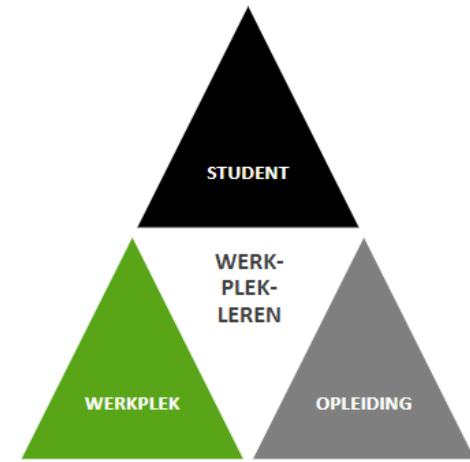 STUDENT
WERK-
PLEK-
LEREN
WERKPLEK
OPLEIDING